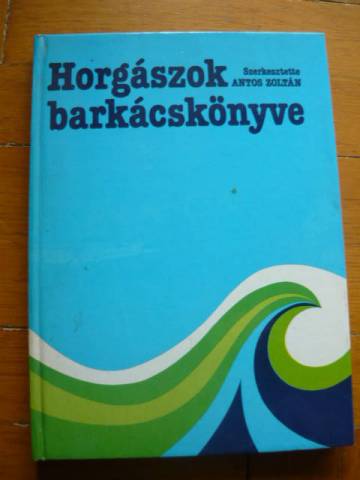 Horgászok
Szerkesztette
ANTOS ZOLTÁN
barkácskönyve